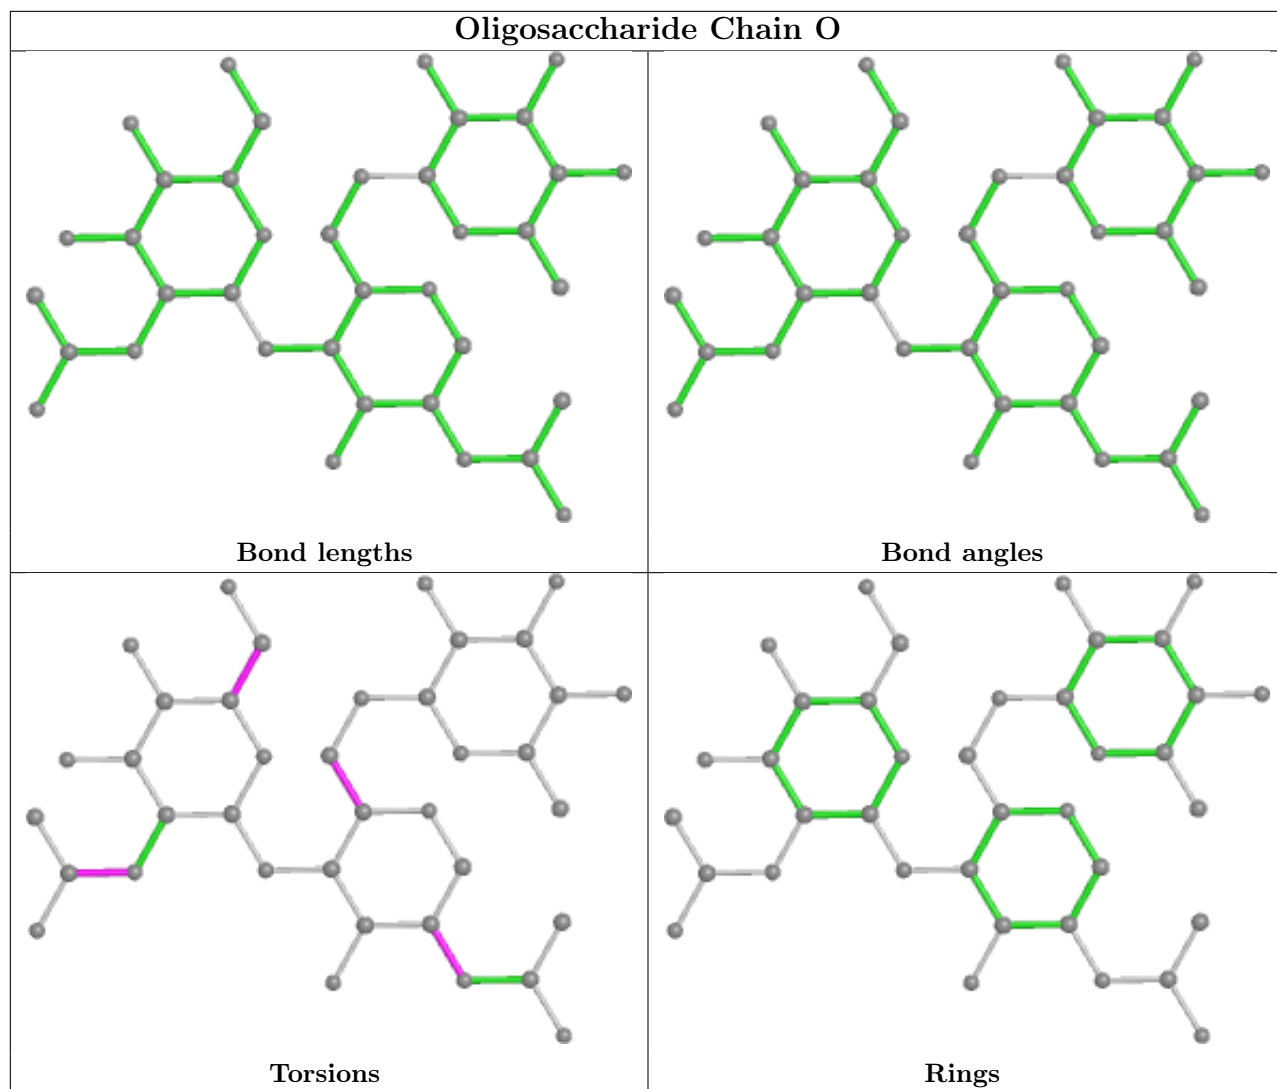 Oligosaccharide Chain O
Bond lengths
Bond angles
Torsions
Rings